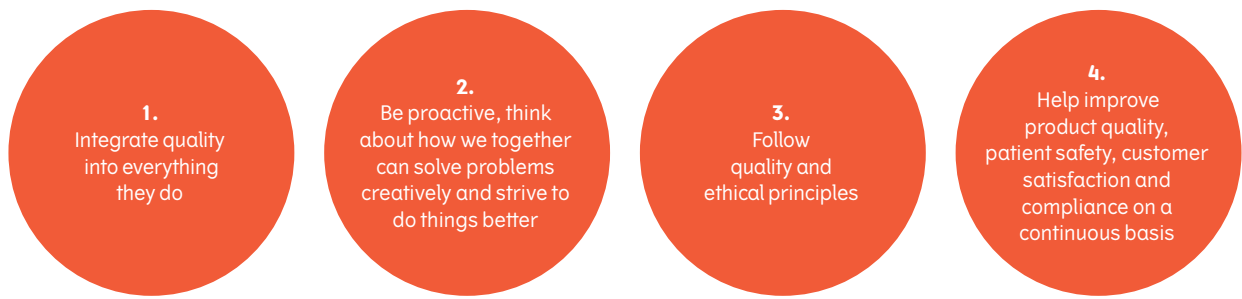 1.
Integrate quality
into everything
they do
2.
Be proactive, think
about how we together
can solve problems
creatively and strive to
do things better
3.
Follow
quality and
ethical principles
4.
Help improve
product quality,
patient safety, customer
satisfaction and
compliance on a
continuous basis